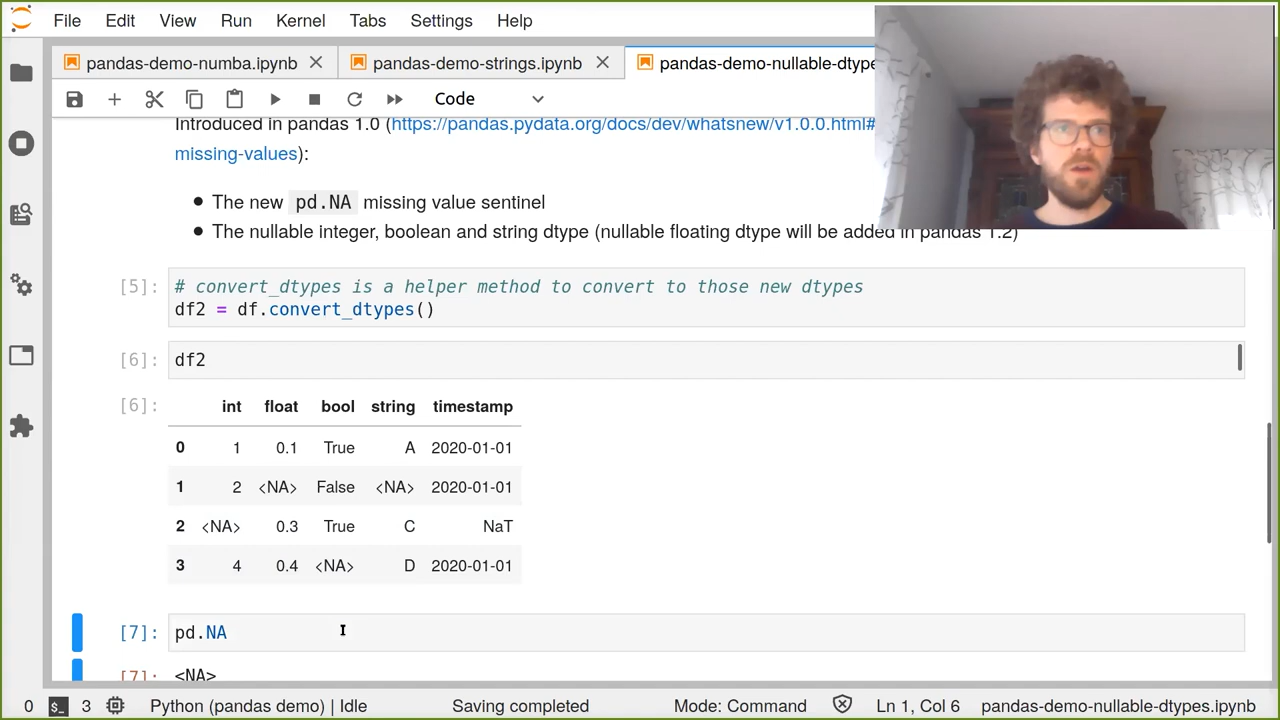 File Edit View Run Kernel Tabs Settings Help
pandas-demo-numba.ipynb pandas-demo-strings.ipynb pandas-demo-nullable-dtype
Code
Introduced in pandas 1.0 (https://pandas.pydata.org/docs/dev/whatsnew/v1.0.0.html#
missing-values):
• The new pd.NA missing value sentinel
• The nullable integer, boolean and string dtype (nullable floating dtype will be added in pandas 1.2)
[5]: # convert_dtypes is a helper method to convert to those new dtypes
df2 = df.convert_dtypes()
[6]: df2
[6]: int float bool string timestamp
0 1 0.1 True A 2020-01-01
1 2 <NA> False <NA> 2020-01-01
2 <NA> 0.3 True C NaT
3 4 0.4 <NA> D 2020-01-01
[7]: pd.NA
[7]: <NA>
0 $_ 3 Python (pandas demo) | Idle Saving completed Mode: Command Ln 1, Col 6 pandas-demo-nullable-dtypes.ipynb